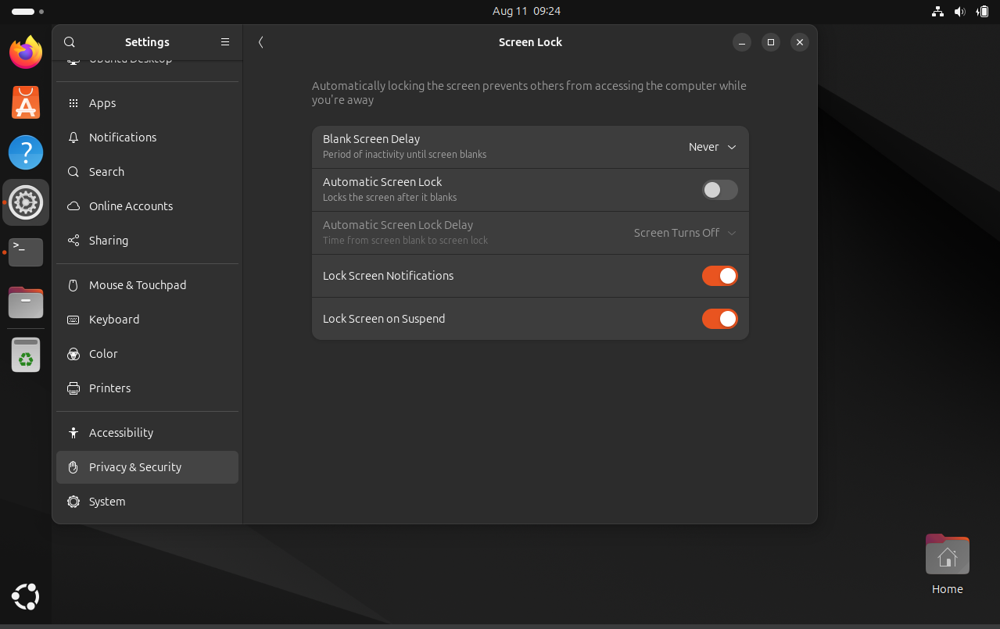 Aug 11 09:24
Settings
Screen Lock
Ubuntu Desktop
Apps
Notifications
Search
Online Accounts
Sharing
Mouse & Touchpad
Keyboard
Color
Printers
Accessibility
Privacy & Security
System
Automatically locking the screen prevents others from accessing the computer while
you're away
Blank Screen Delay
Period of inactivity until screen blanks
Never
Automatic Screen Lock
Locks the screen after it blanks
Automatic Screen Lock Delay
Time from screen blank to screen lock
Screen Turns Off
Lock Screen Notifications
Lock Screen on Suspend
Home